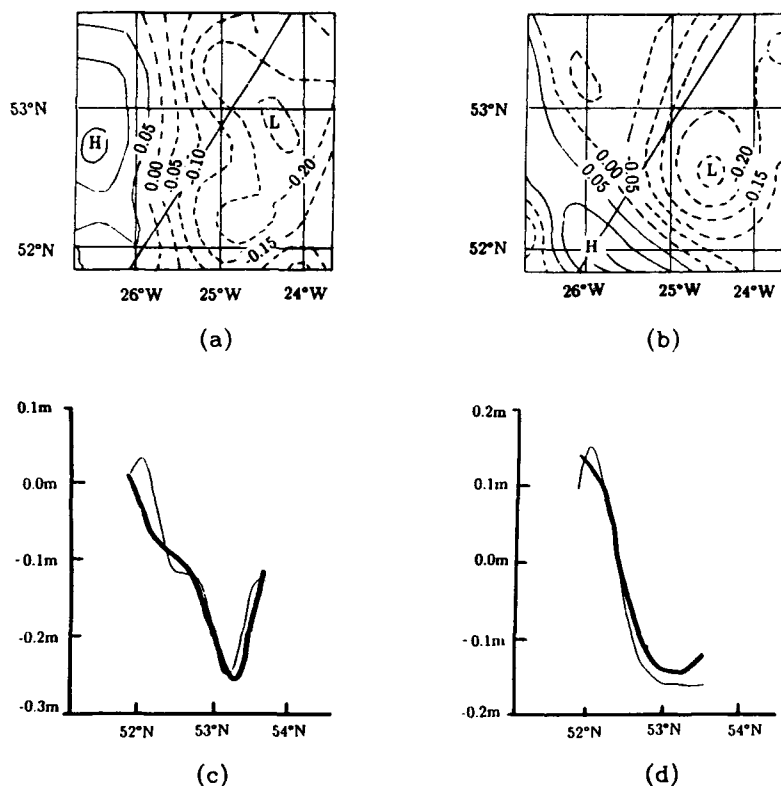 53°N
52°N
H
L
0.05
0.00
-0.05
-0.10
-0.20
-0.15
26°W 25°W 24°W
(a)
53°N
52°N
H
L
0.00
0.05
-0.05
-0.20
-0.15
26°W 25°W 24°W
(b)
0.1m
0.0m
-0.1m
-0.2m
-0.3m
52°N 53°N 54°N
(c)
0.2m
0.1m
0.0m
-0.1m
-0.2m
52°N 53°N 54°N
(d)